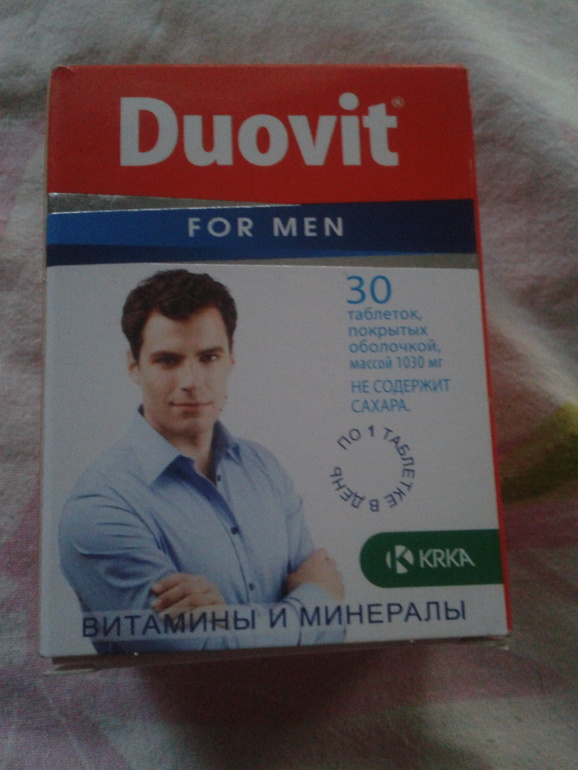 Duovit®
FOR MEN
30
таблеток,
покрытых
оболочкой,
массой 1030 мг
НЕ СОДЕРЖИТ
САХАРА.
ПО 1 ТАБЛЕТКЕ В ДЕНЬ
KRKA
ВИТАМИНЫ И МИНЕРАЛЫ